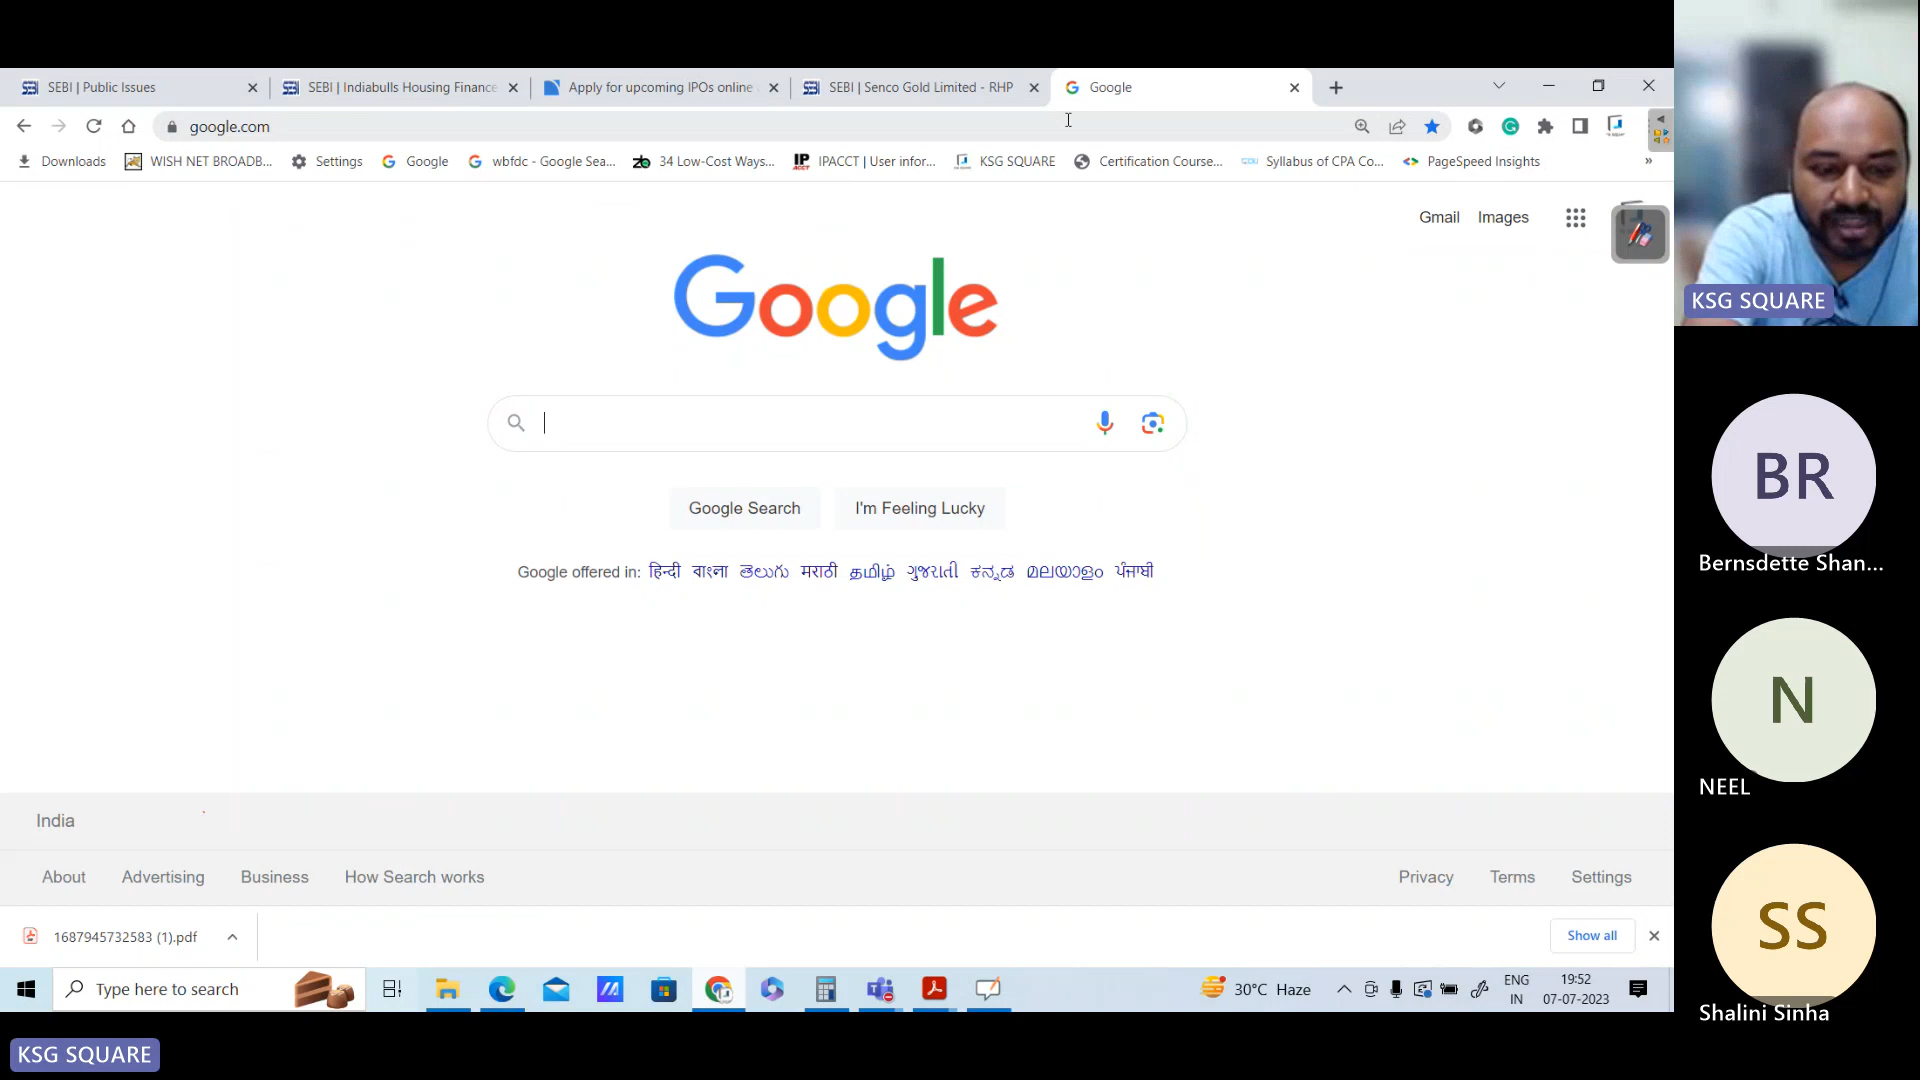 SEBI | Public Issues
SEBI | Indiabulls Housing Finance
Apply for upcoming IPOs online
SEBI | Senco Gold Limited - RHP
Google
google.com
Downloads
WISH NET BROADB...
Settings
Google
wbfdc - Google Sea...
34 Low-Cost Ways...
IPACCT | User infor...
KSG SQUARE
Certification Course...
Syllabus of CPA Co...
PageSpeed Insights
»
Gmail Images
Google
Google Search I'm Feeling Lucky
Google offered in: हिन्दी বাংলা తెలుగు मराठी தமிழ் ગુજરાતી ಕನ್ನಡ മലയാളം ਪੰਜਾਬੀ
India
About Advertising Business How Search works
Privacy Terms Settings
1687945732583 (1).pdf
Show all
Type here to search
30°C Haze
ENG
IN
19:52
07-07-2023
KSG SQUARE
KSG SQUARE
BR
Bernsdette Shan...
N
NEEL
SS
Shalini Sinha